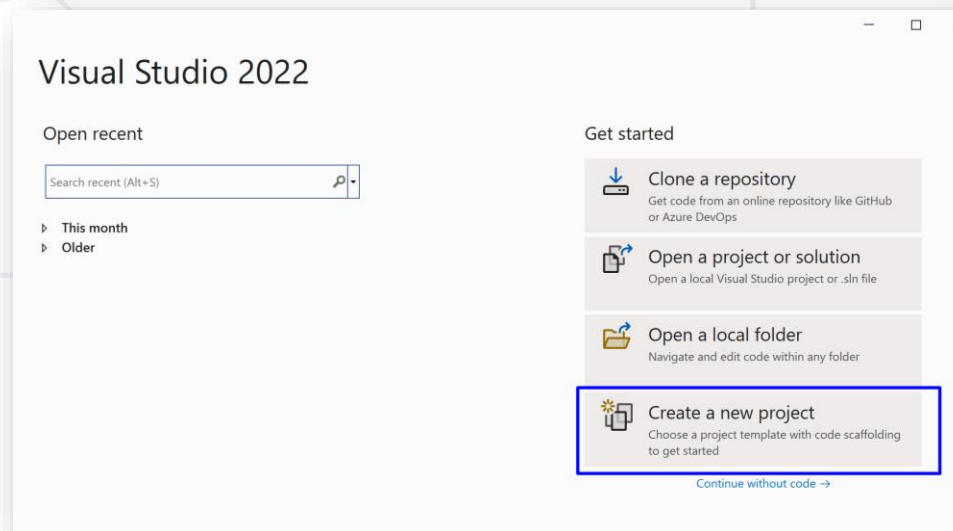 Visual Studio 2022
Open recent
Search recent (Alt+S)
This month
Older
Get started
Clone a repository
Get code from an online repository like GitHub
or Azure DevOps
Open a project or solution
Open a local Visual Studio project or .sln file
Open a local folder
Navigate and edit code within any folder
Create a new project
Choose a project template with code scaffolding
to get started
Continue without code →